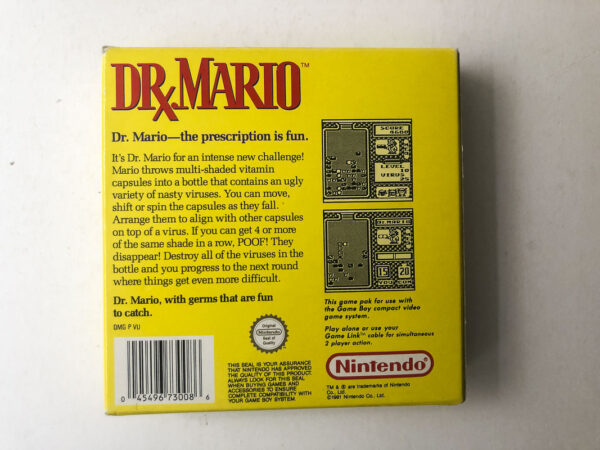 DR.MARIO™
Dr. Mario—the prescription is fun.
It's Dr. Mario for an intense new challenge!
Mario throws multi-shaded vitamin
capsules into a bottle that contains an ugly
variety of nasty viruses. You can move,
shift or spin the capsules as they fall.
Arrange them to align with other capsules
on top of a virus. If you can get 4 or more
of the same shade in a row, POOF! They
disappear! Destroy all of the viruses in the
bottle and you progress to the next round
where things get even more difficult.
Dr. Mario, with germs that are fun
to catch.
DMG P VU
SCORE
LEVEL
10
VIRUS
DR.MARIO
15 20
YOU COM
This game pak for use with
the Game Boy compact video
game system.
Play alone or use your
Game Link™ cable for simultaneous
2 player action.
Original
Nintendo
Seal of
Quality
THIS SEAL IS YOUR ASSURANCE
THAT NINTENDO HAS APPROVED
THE QUALITY OF THIS PRODUCT.
ALWAYS LOOK FOR THIS SEAL
WHEN BUYING GAMES AND
ACCESSORIES TO ENSURE
COMPLETE COMPATIBILITY WITH
YOUR GAME BOY SYSTEM.
Nintendo®
TM & ® are trademarks of Nintendo
Co., Ltd.
©1991 Nintendo Co., Ltd.
0 45496 73008 6